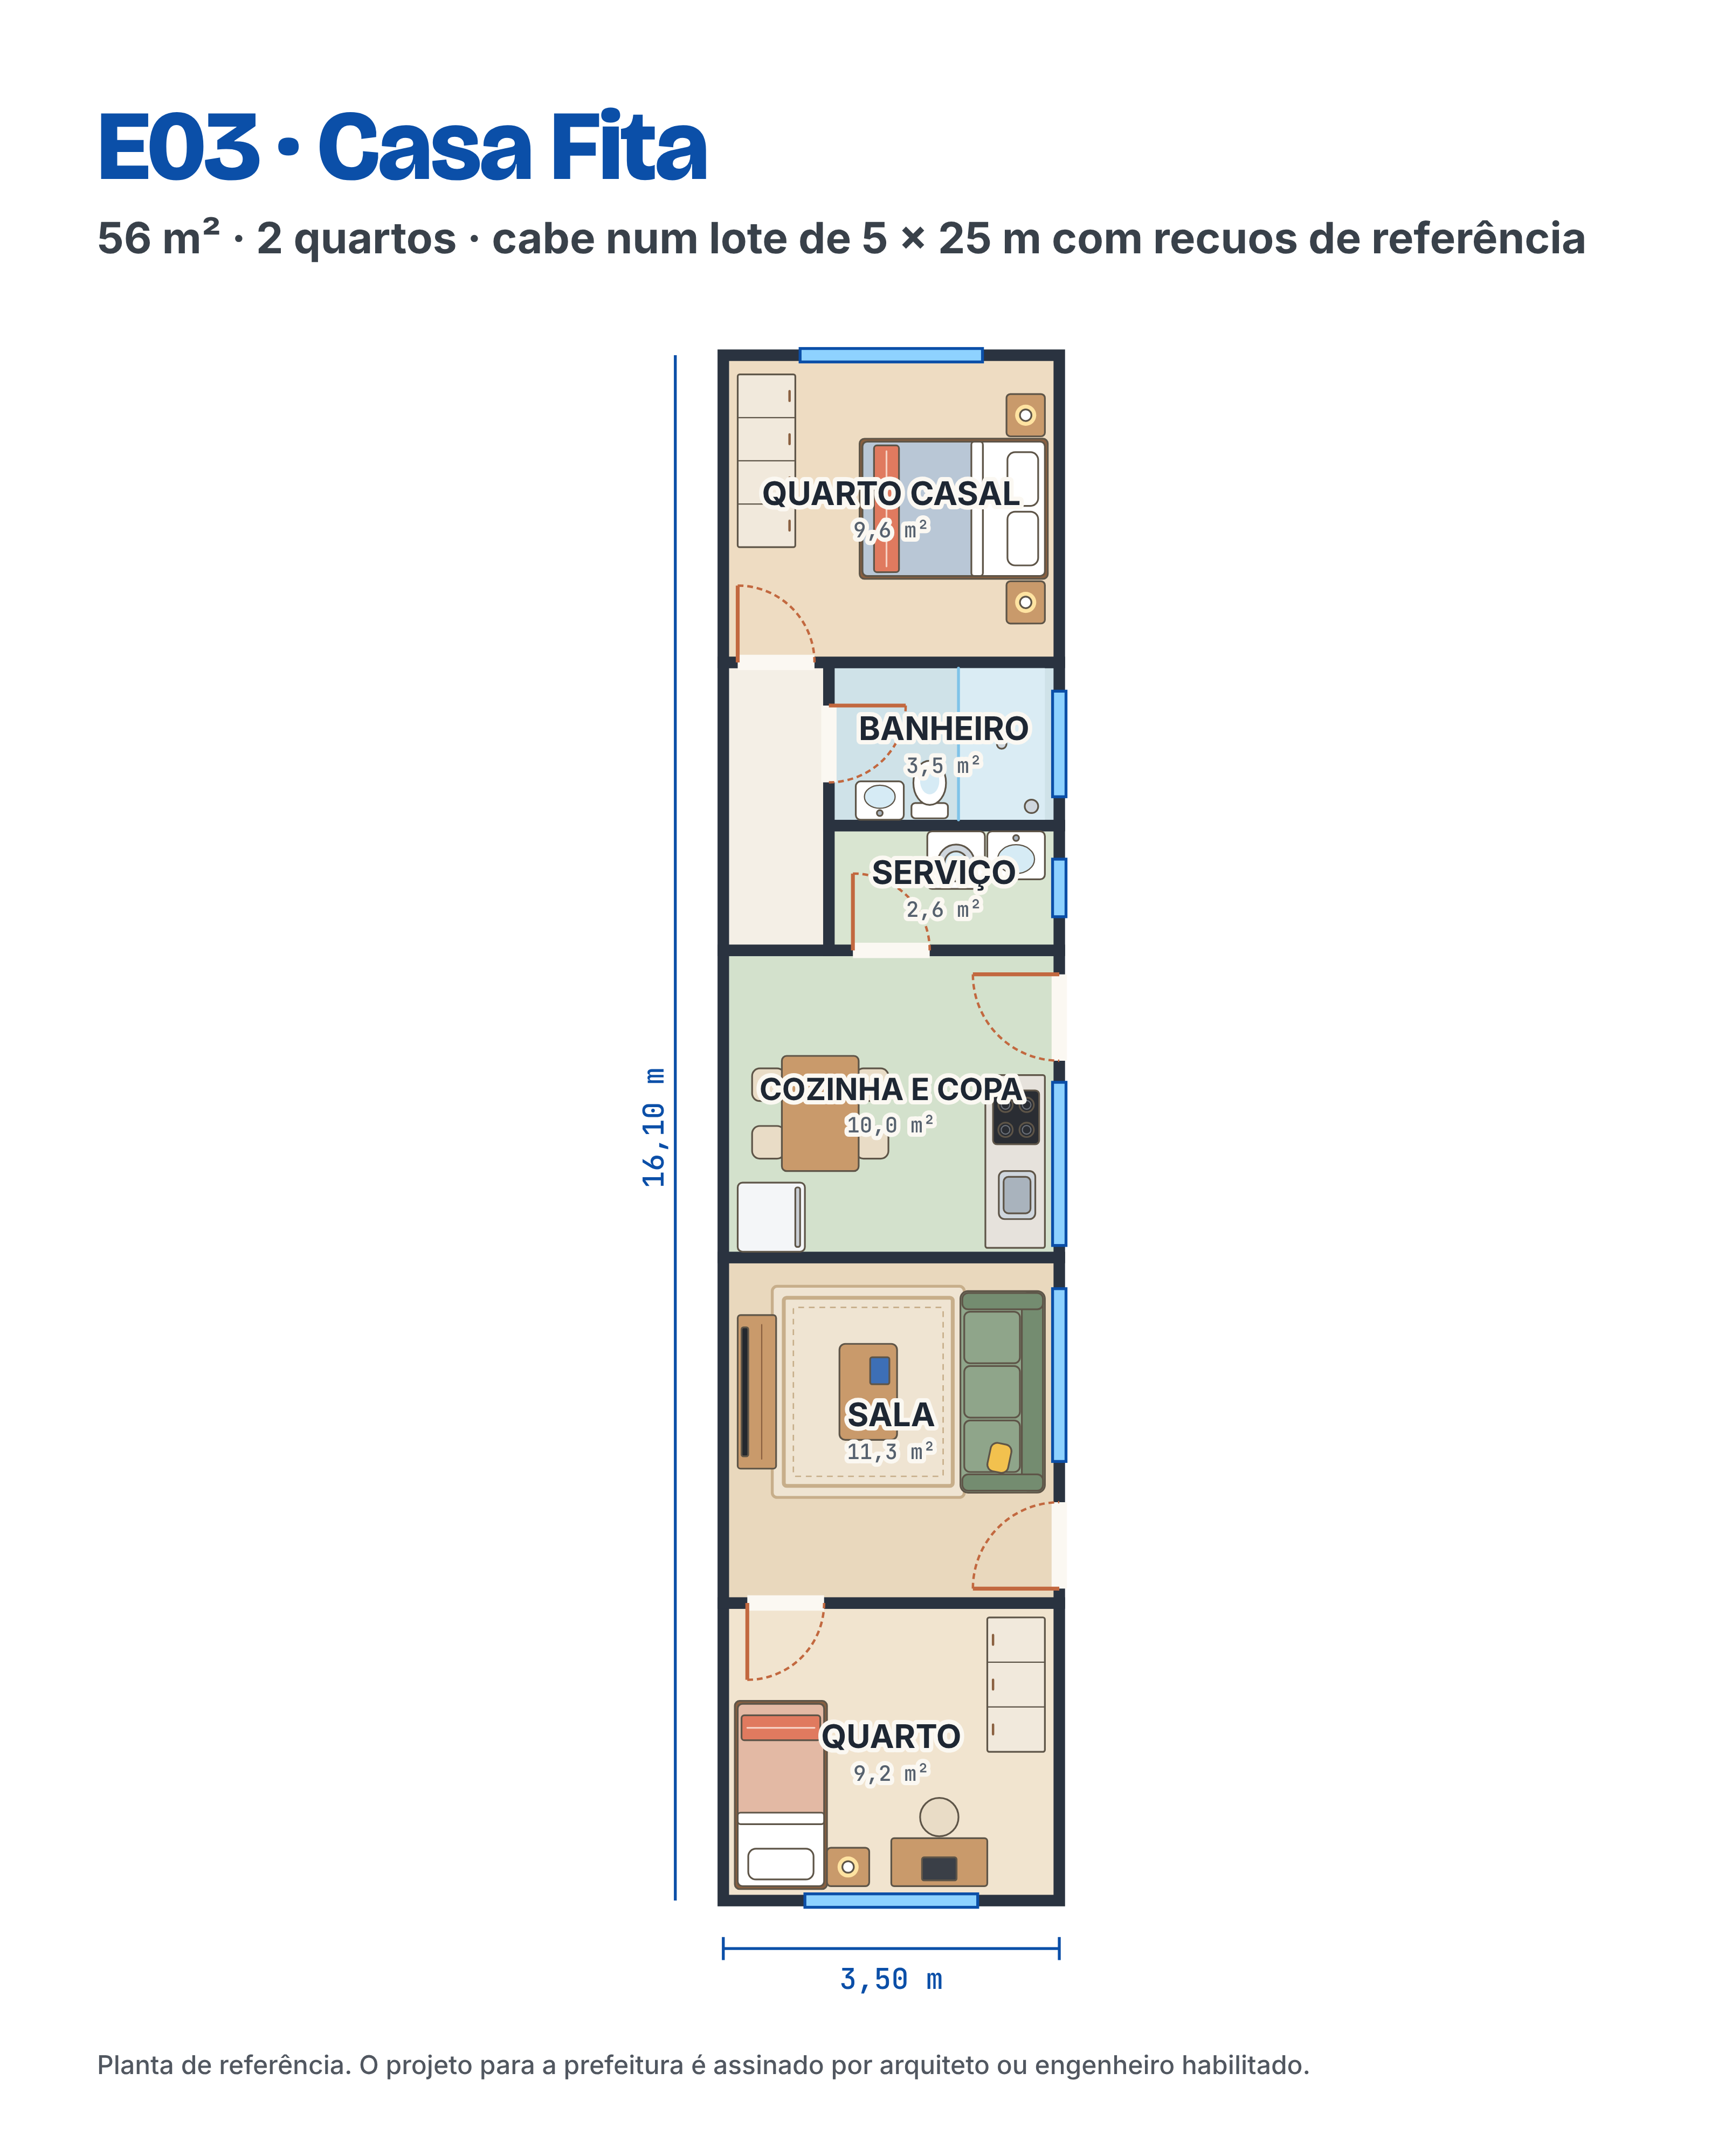 E03 · Casa Fita
56 m² · 2 quartos · cabe num lote de 5 × 25 m com recuos de referência
QUARTO CASAL
9,6 m²
BANHEIRO
3,5 m²
SERVIÇO
2,6 m²
COZINHA E COPA
10,0 m²
16,10 m
SALA
11,3 m²
QUARTO
9,2 m²
3,50 m
Planta de referência. O projeto para a prefeitura é assinado por arquiteto ou engenheiro habilitado.